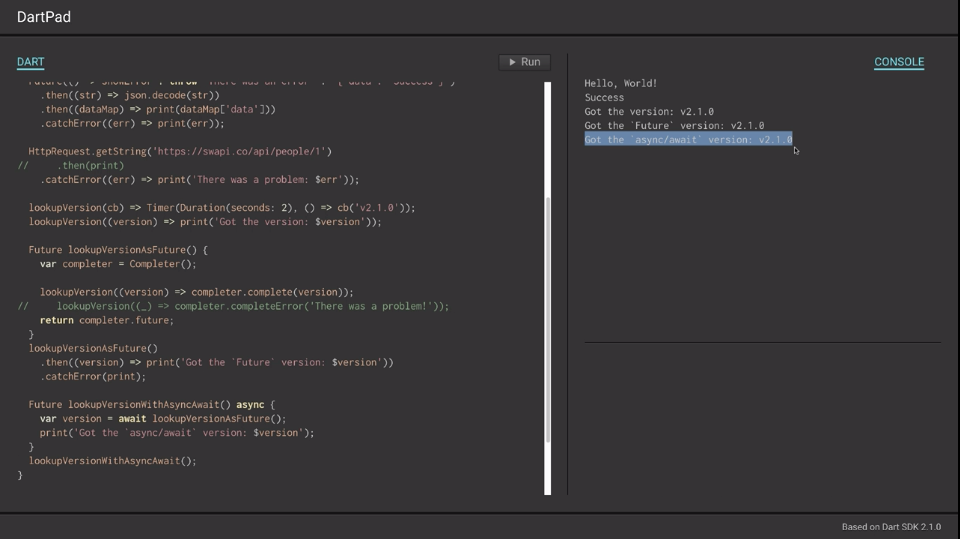 DartPad
DART
Run
.then((str) => json.decode(str))
.then((dataMap) => print(dataMap['data']))
.catchError((err) => print(err));
HttpRequest.getString('https://swapi.co/api/people/1')
// .then(print)
.catchError((err) => print('There was a problem: $err'));
lookupVersion(cb) => Timer(Duration(seconds: 2), () => cb('v2.1.0'));
lookupVersion((version) => print('Got the version: $version'));
Future lookupVersionAsFuture() {
var completer = Completer();
lookupVersion((version) => completer.complete(version));
// lookupVersion((_) => completer.completeError('There was a problem!'));
return completer.future;
}
lookupVersionAsFuture()
.then((version) => print('Got the `Future` version: $version'))
.catchError(print);
Future lookupVersionWithAsyncAwait() async {
var version = await lookupVersionAsFuture();
print('Got the `async/await` version: $version');
}
lookupVersionWithAsyncAwait();
}
CONSOLE
Hello, World!
Success
Got the version: v2.1.0
Got the `Future` version: v2.1.0
Got the `async/await` version: v2.1.0
Based on Dart SDK 2.1.0